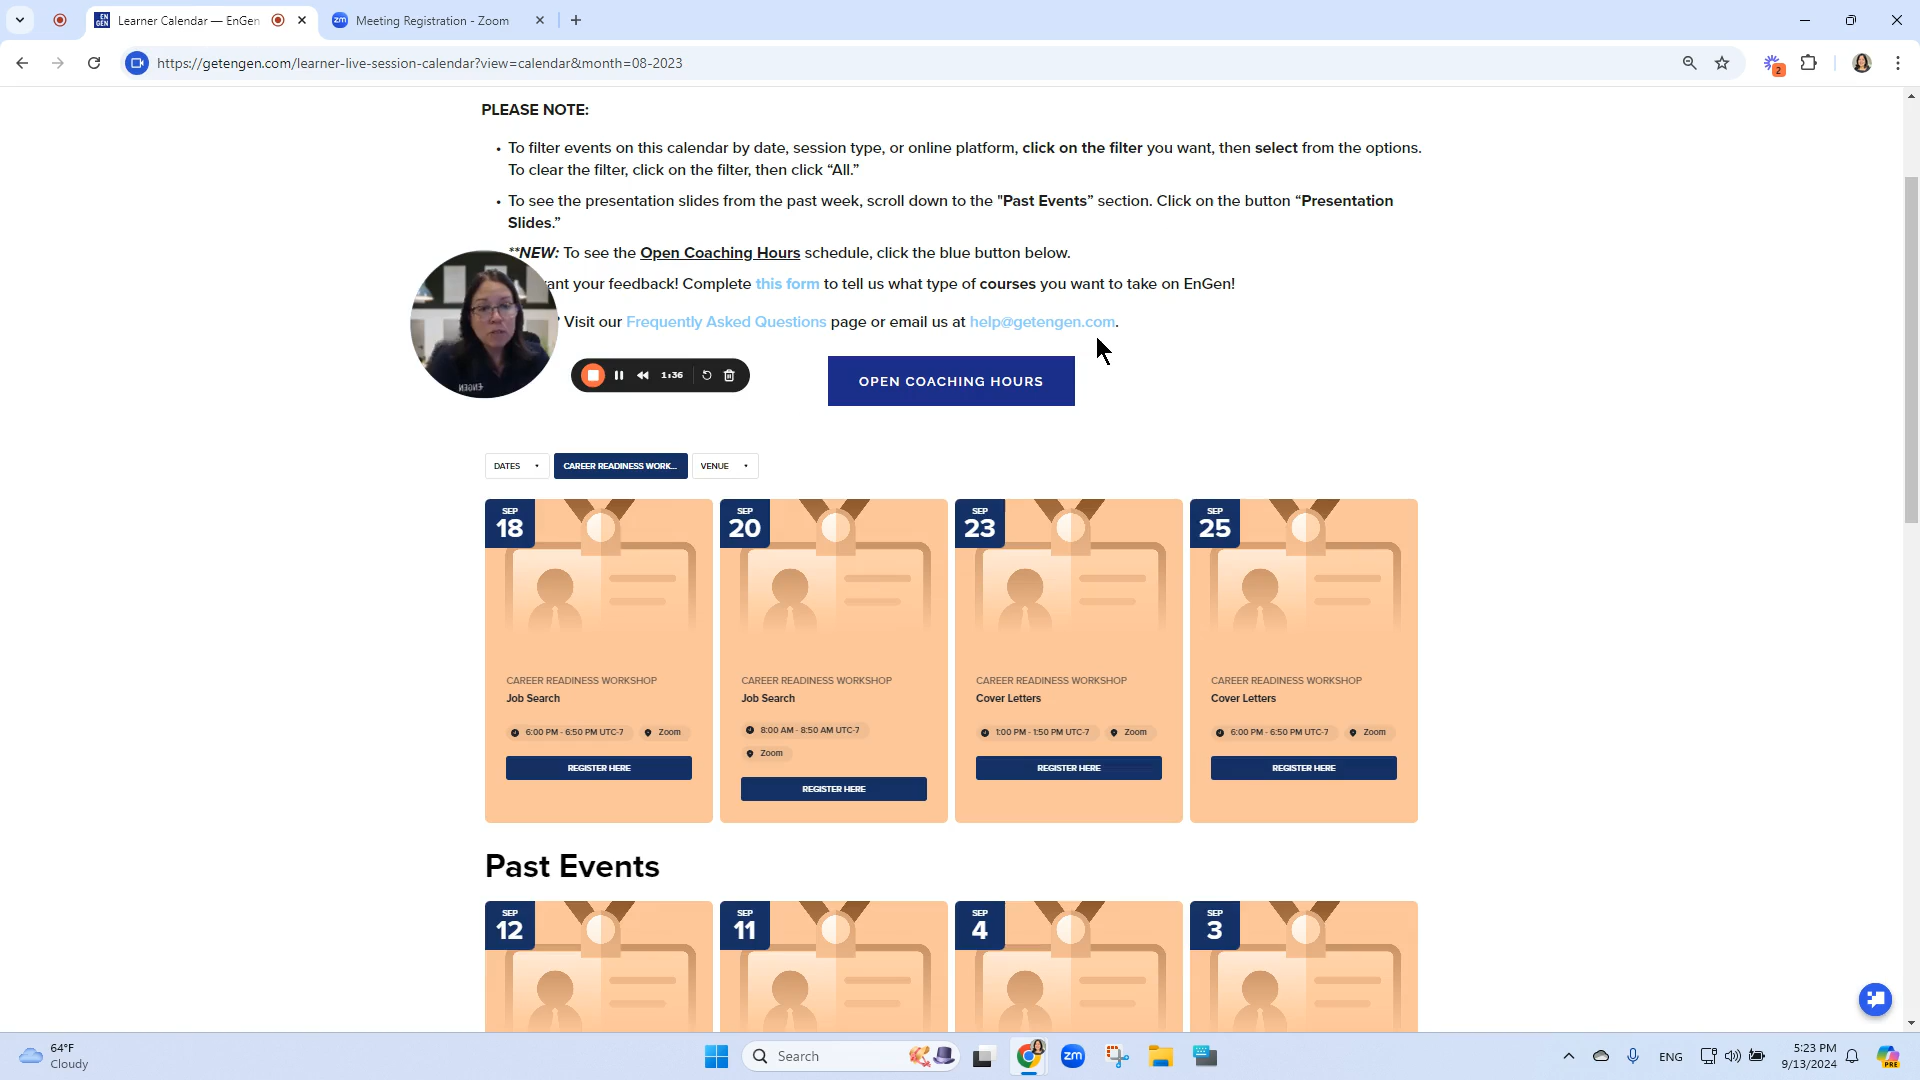 Learner Calendar — EnGen
Meeting Registration - Zoom
https://getengen.com/learner-live-session-calendar?view=calendar&month=08-2023
2
PLEASE NOTE:
• To filter events on this calendar by date, session type, or online platform, click on the filter you want, then select from the options.
To clear the filter, click on the filter, then click “All.”
• To see the presentation slides from the past week, scroll down to the "Past Events” section. Click on the button “Presentation
Slides.”
**NEW: To see the Open Coaching Hours schedule, click the blue button below.
ant your feedback! Complete this form to tell us what type of courses you want to take on EnGen!
? Visit our Frequently Asked Questions page or email us at help@getengen.com.
ENGEN
1:36
OPEN COACHING HOURS
DATES
CAREER READINESS WORK...
VENUE
SEP
18
CAREER READINESS WORKSHOP
Job Search
6:00 PM - 6:50 PM UTC-7
Zoom
REGISTER HERE
SEP
20
CAREER READINESS WORKSHOP
Job Search
8:00 AM - 8:50 AM UTC-7
Zoom
REGISTER HERE
SEP
23
CAREER READINESS WORKSHOP
Cover Letters
1:00 PM - 1:50 PM UTC-7
Zoom
REGISTER HERE
SEP
25
CAREER READINESS WORKSHOP
Cover Letters
6:00 PM - 6:50 PM UTC-7
Zoom
REGISTER HERE
Past Events
SEP
12
SEP
11
SEP
4
SEP
3
64°F
Cloudy
Search
zm
ENG
5:23 PM
9/13/2024
PRE